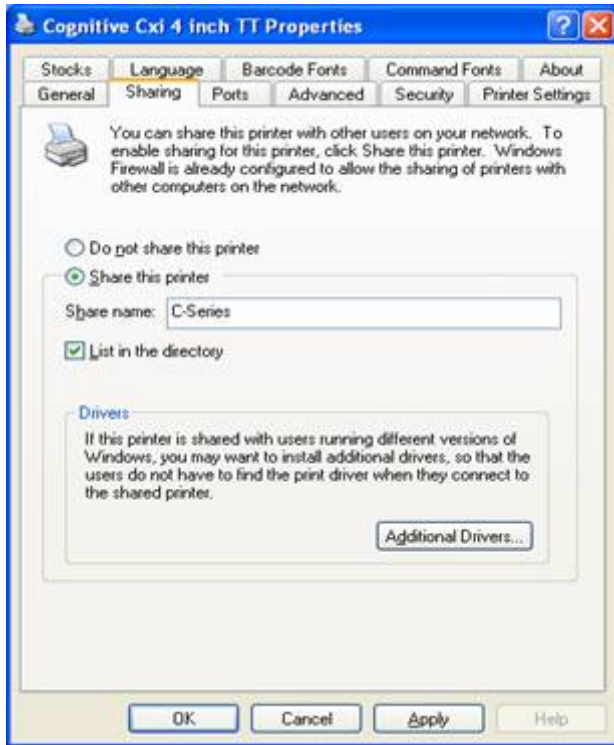 Cognitive Cxi 4 inch TT Properties
Stocks Language Barcode Fonts Command Fonts About
General Sharing Ports Advanced Security Printer Settings
You can share this printer with other users on your network. To
enable sharing for this printer, click Share this printer. Windows
Firewall is already configured to allow the sharing of printers with
other computers on the network.
Do not share this printer
Share this printer
Share name: C-Series
List in the directory
Drivers
If this printer is shared with users running different versions of
Windows, you may want to install additional drivers, so that the
users do not have to find the print driver when they connect to
the shared printer.
Additional Drivers...
OK Cancel Apply Help